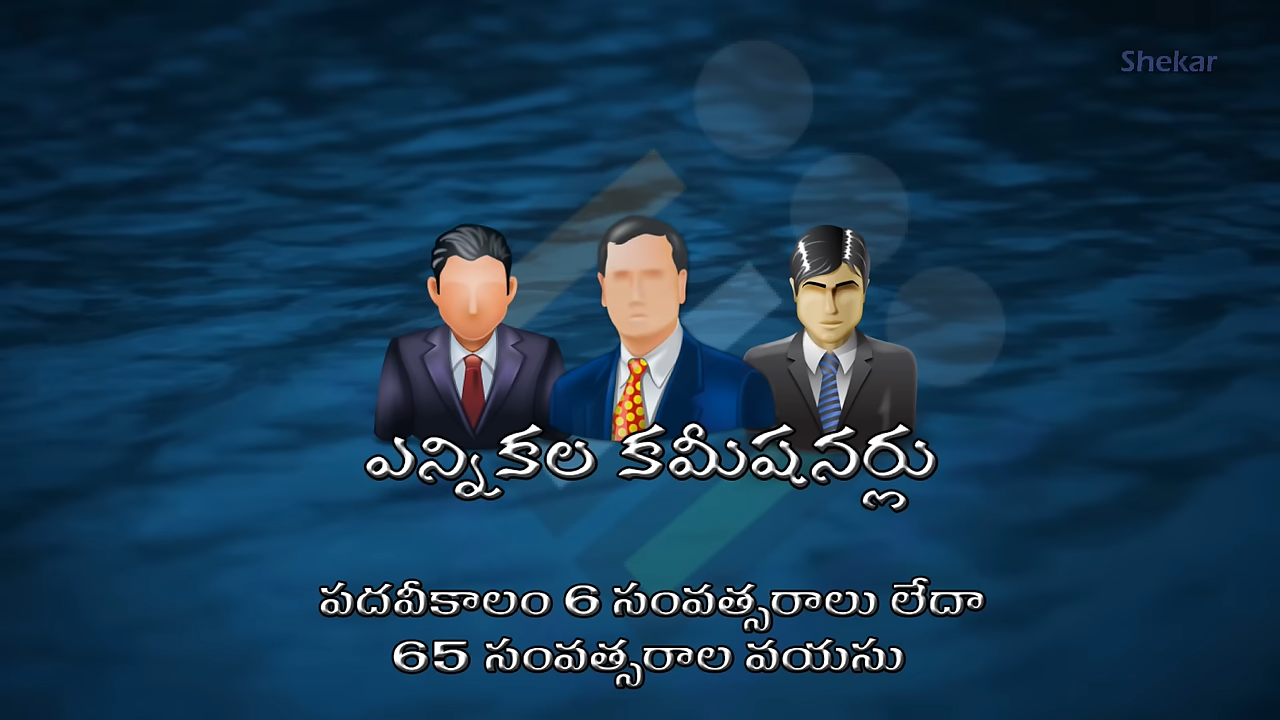 Shekar
ఎన్నికల కమీషనర్లు
పదవీకాలం 6 సంవత్సరాలు లేదా
65 సంవత్సరాల వయసు